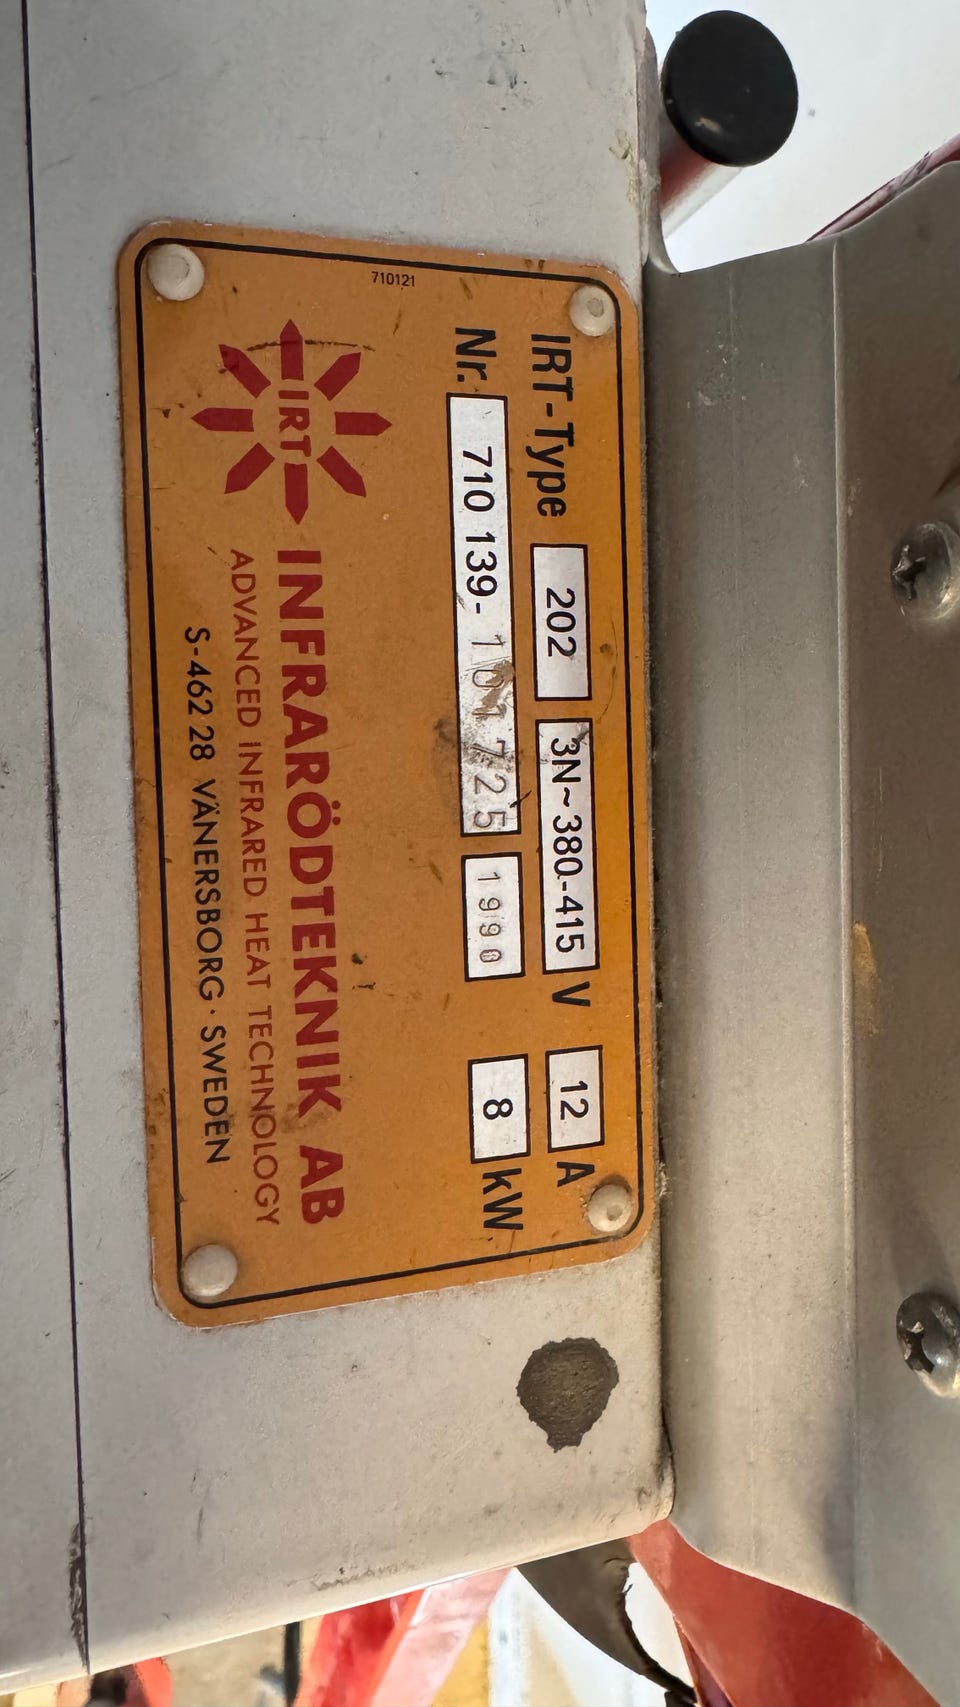 710121
IRT-Type 202 3N~380-415 V 12 A
Nr. 710 139- 101725 1990 8 kW
IRT INFRARÖDTEKNIK AB
ADVANCED INFRARED HEAT TECHNOLOGY
S-462 28 VÄNERSBORG · SWEDEN